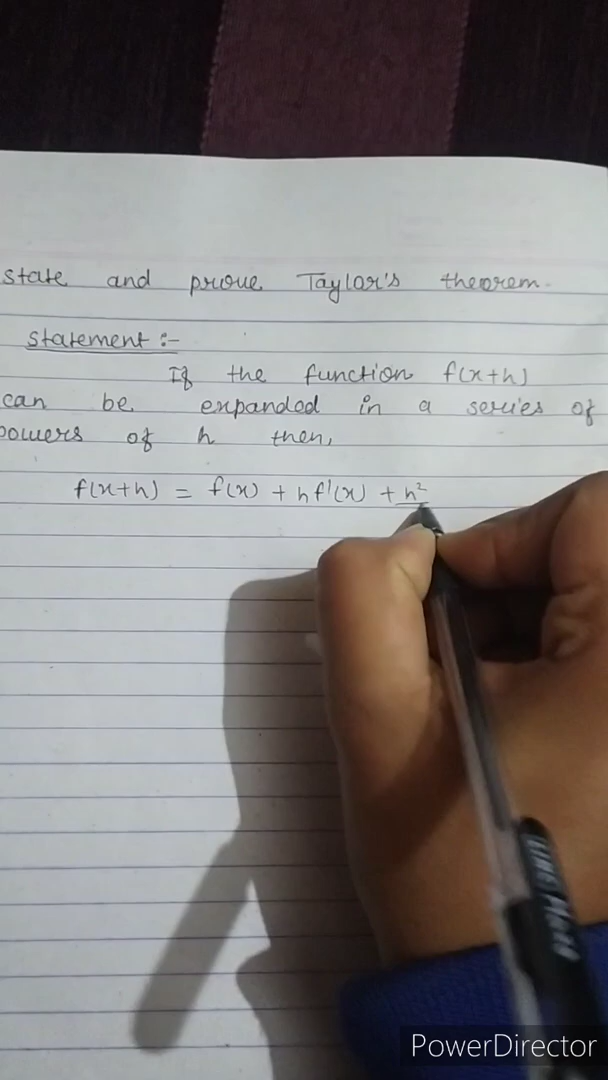 state and prove Taylor's theorem.
Statement :-
If the function f(x+h)
can be expanded in a series of
powers of h then,
f(x+h) = f(x) + hf'(x) + h²
PowerDirector